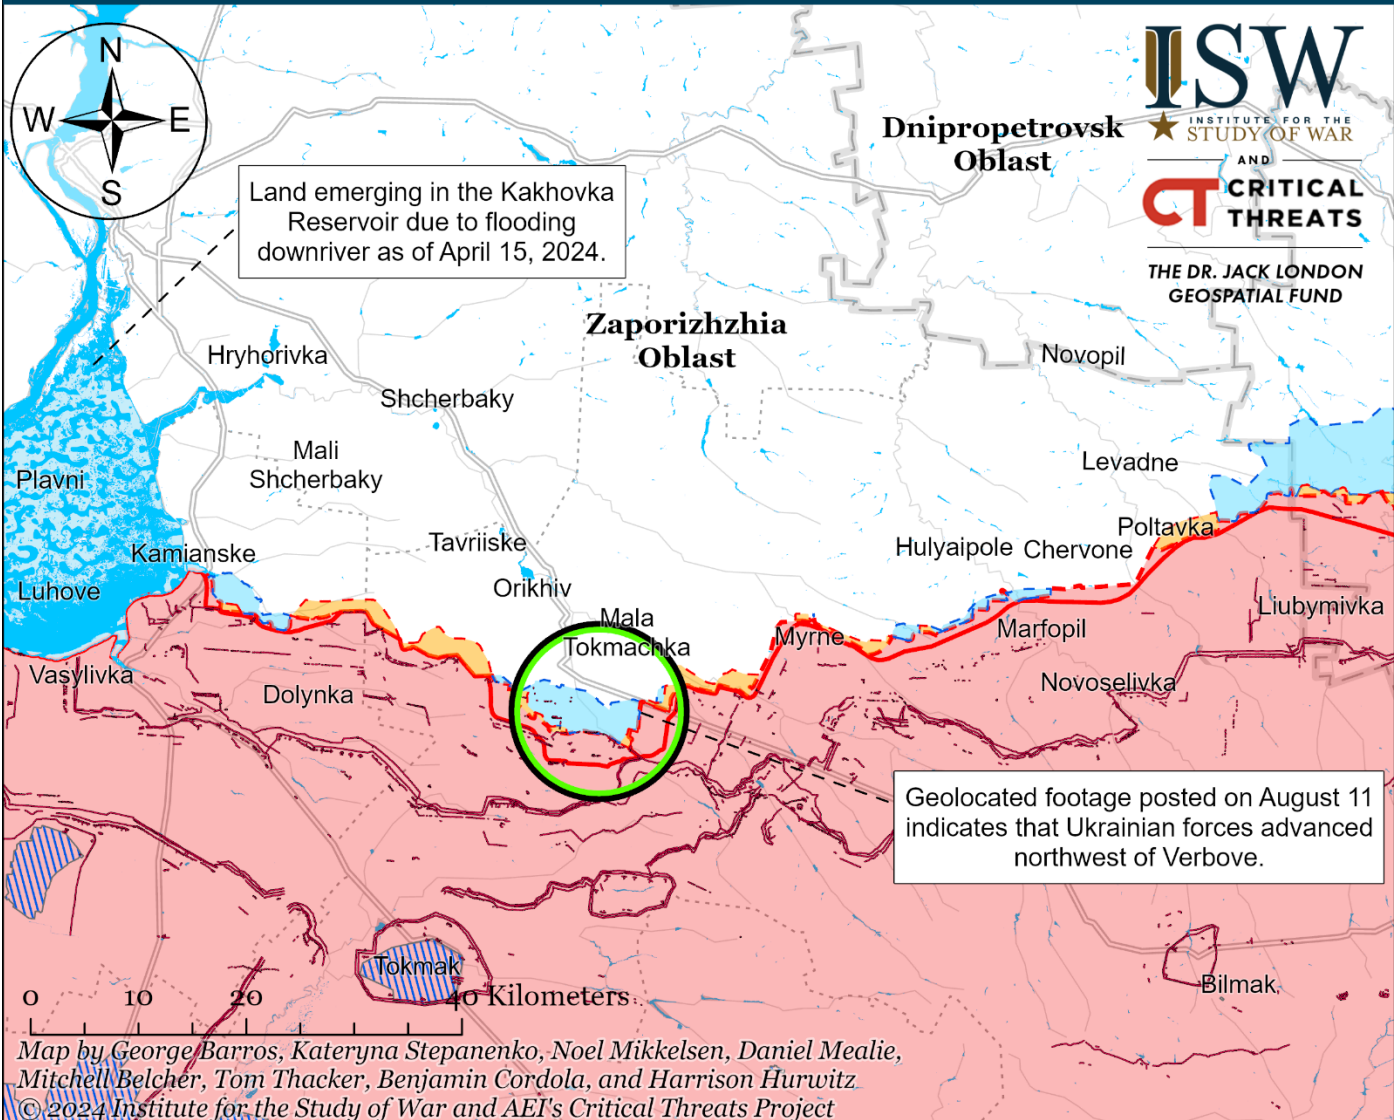 N
W
E
S
ISW
INSTITUTE FOR THE
STUDY OF WAR
AND
CT CRITICAL
THREATS
THE DR. JACK LONDON
GEOSPATIAL FUND
Dnipropetrovsk
Oblast
Land emerging in the Kakhovka
Reservoir due to flooding
downriver as of April 15, 2024.
Zaporizhzhia
Oblast
Hryhorivka
Novopil
Shcherbaky
Mali
Shcherbaky
Levadne
Plavni
Poltavka
Tavriiske
Hulyaipole
Chervone
Kamianske
Luhove
Orikhiv
Liubymivka
Mala
Tokmachka
Myrne
Marfopil
Vasylivka
Novoselivka
Dolynka
Geolocated footage posted on August 11
indicates that Ukrainian forces advanced
northwest of Verbove.
Tokmak
Bilmak
0 10 20 40 Kilometers
Map by George Barros, Kateryna Stepanenko, Noel Mikkelsen, Daniel Mealie,
Mitchell Belcher, Tom Thacker, Benjamin Cordola, and Harrison Hurwitz
© 2024 Institute for the Study of War and AEI's Critical Threats Project